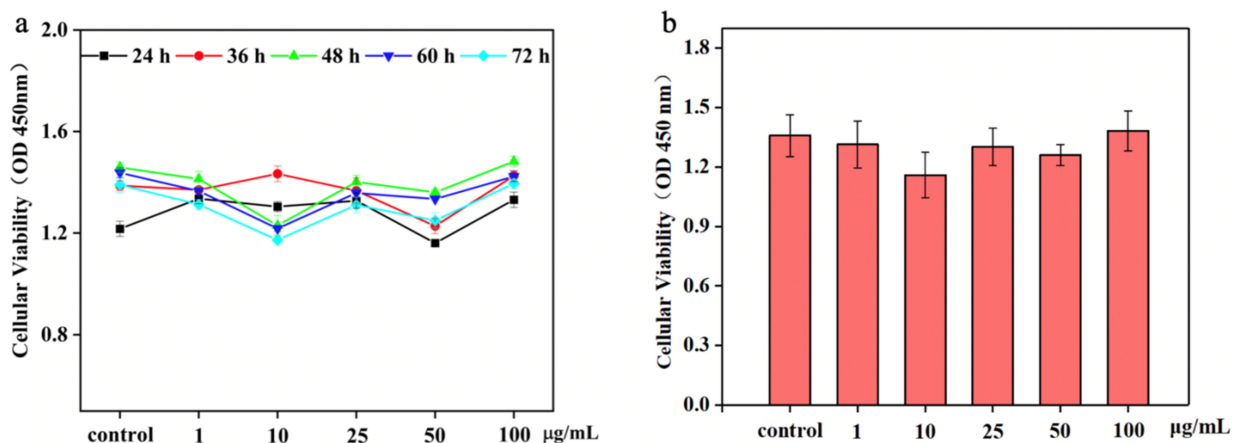 a
Cellular Viability（OD 450nm）
2.0
1.6
1.2
0.8
24 h 36 h 48 h 60 h 72 h
control 1 10 25 50 100 μg/mL
b
Cellular Viability（OD 450 nm）
1.8
1.5
1.2
0.9
0.6
0.3
0.0
control 1 10 25 50 100 μg/mL